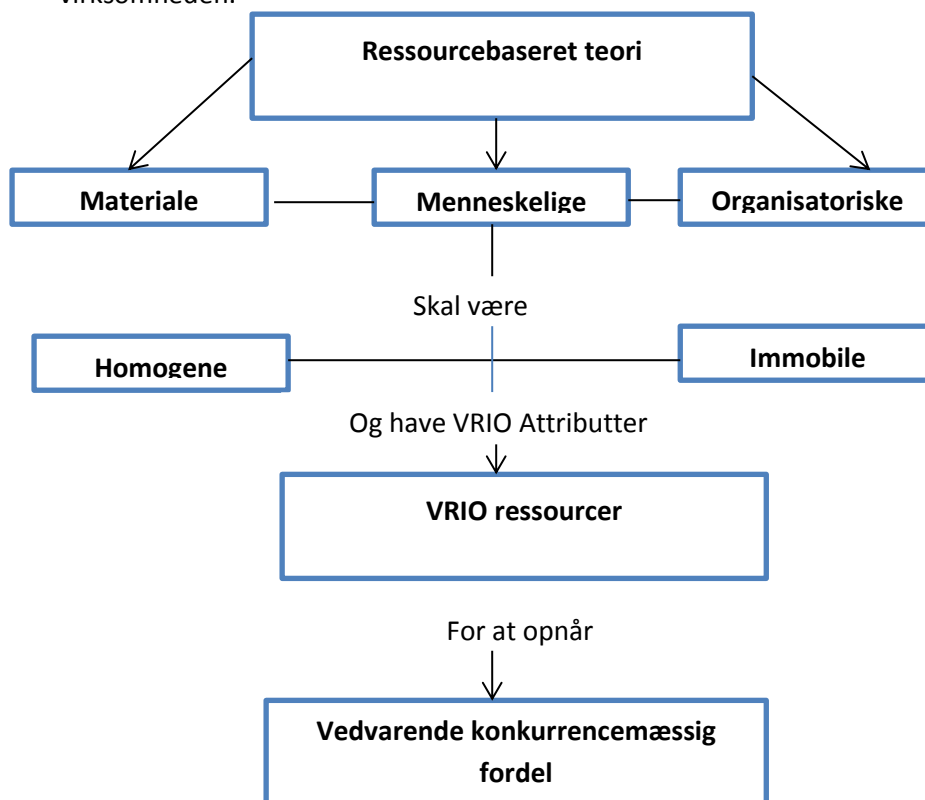 virksomheden.
Ressourcebaseret teori
Materiale
Menneskelige
Organisatoriske
Skal være
Homogene
Immobile
Og have VRIO Attributter
VRIO ressourcer
For at opnår
Vedvarende konkurrencemæssig
fordel